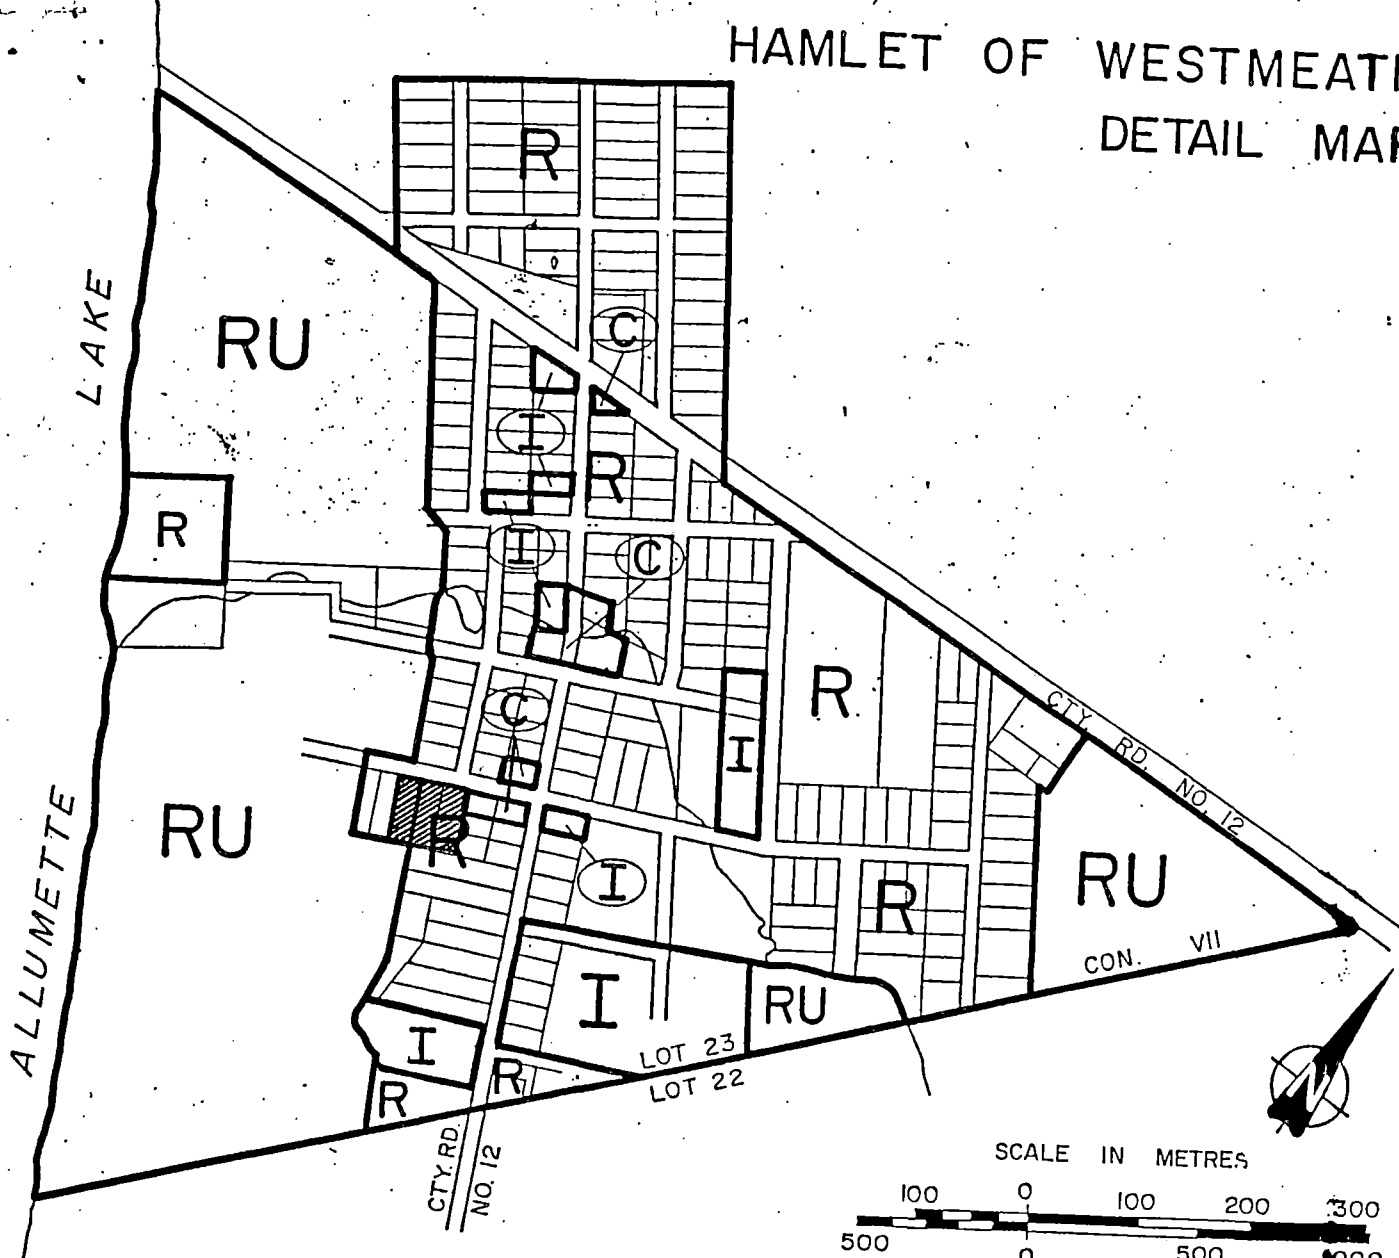 HAMLET OF WESTMEATH
DETAIL MAP
R
LAKE
RU
C
I
R
R
I
C
R
C
I
CTY. RD. NO. 12
ALLUMETTE
RU
R
I
RU
R
CON. VII
I
RU
I
LOT 23
LOT 22
R
R
CTY. RD.
NO. 12
SCALE IN METRES
100 0 100 200 300
500 0 500